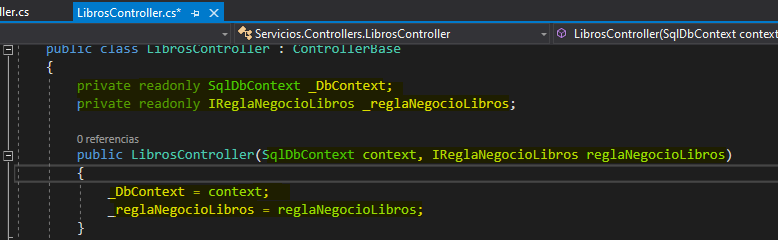 ler.cs LibrosController.cs*
Servicios.Controllers.LibrosController LibrosController(SqlDbContext context
public class LibrosController : ControllerBase
{
private readonly SqlDbContext _DbContext;
private readonly IReglaNegocioLibros _reglaNegocioLibros;
0 referencias
public LibrosController(SqlDbContext context, IReglaNegocioLibros reglaNegocioLibros)
{
_DbContext = context;
_reglaNegocioLibros = reglaNegocioLibros;
}